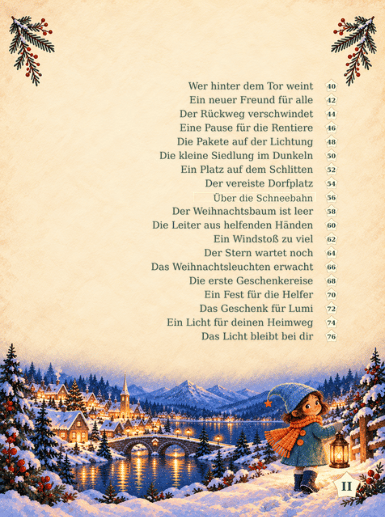 Wer hinter dem Tor weint 40
Ein neuer Freund für alle 42
Der Rückweg verschwindet 44
Eine Pause für die Rentiere 46
Die Pakete auf der Lichtung 48
Die kleine Siedlung im Dunkeln 50
Ein Platz auf dem Schlitten 52
Der vereiste Dorfplatz 54
Über die Schneebahn 56
Der Weihnachtsbaum ist leer 58
Die Leiter aus helfenden Händen 60
Ein Windstoß zu viel 62
Der Stern wartet noch 64
Das Weihnachtsleuchten erwacht 66
Die erste Geschenkereise 68
Ein Fest für die Helfer 70
Das Geschenk für Lumi 72
Ein Licht für deinen Heimweg 74
Das Licht bleibt bei dir 76
11